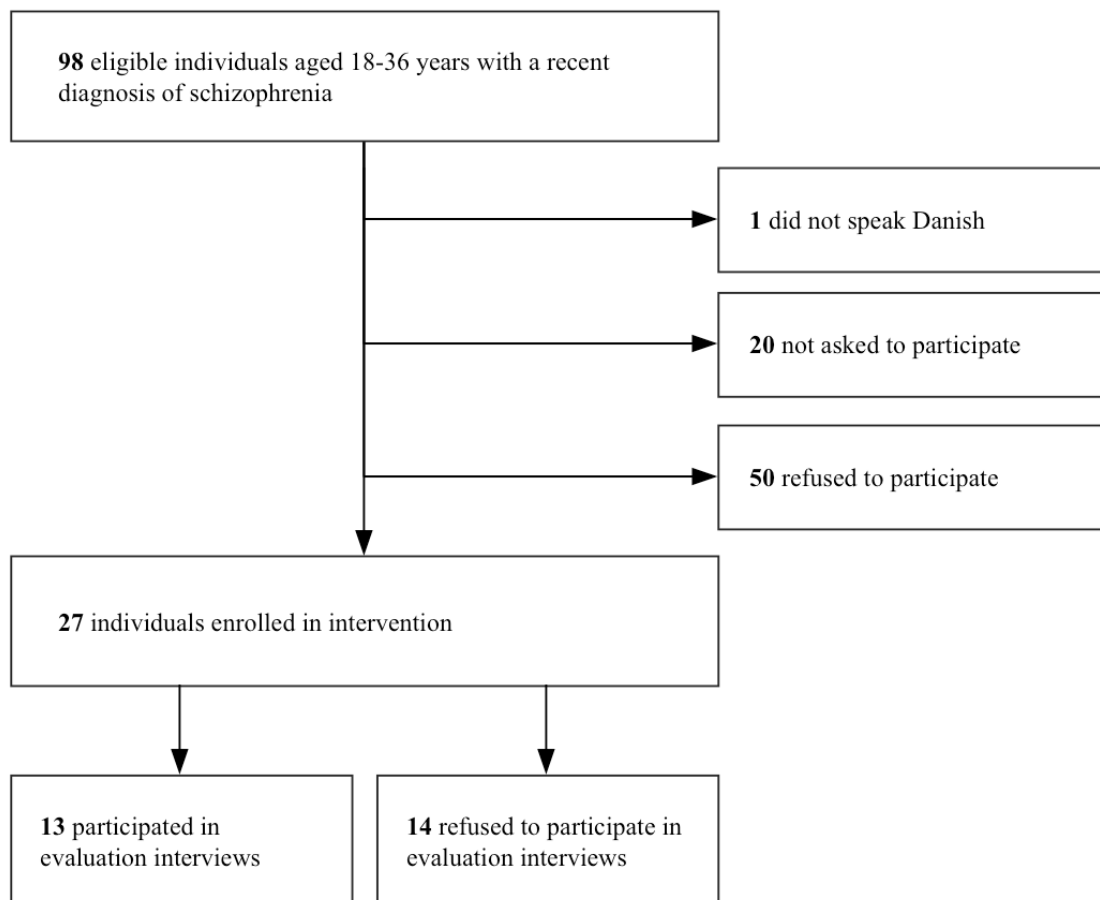 98 eligible individuals aged 18-36 years with a recent
diagnosis of schizophrenia
1 did not speak Danish
20 not asked to participate
50 refused to participate
27 individuals enrolled in intervention
13 participated in
evaluation interviews
14 refused to participate in
evaluation interviews